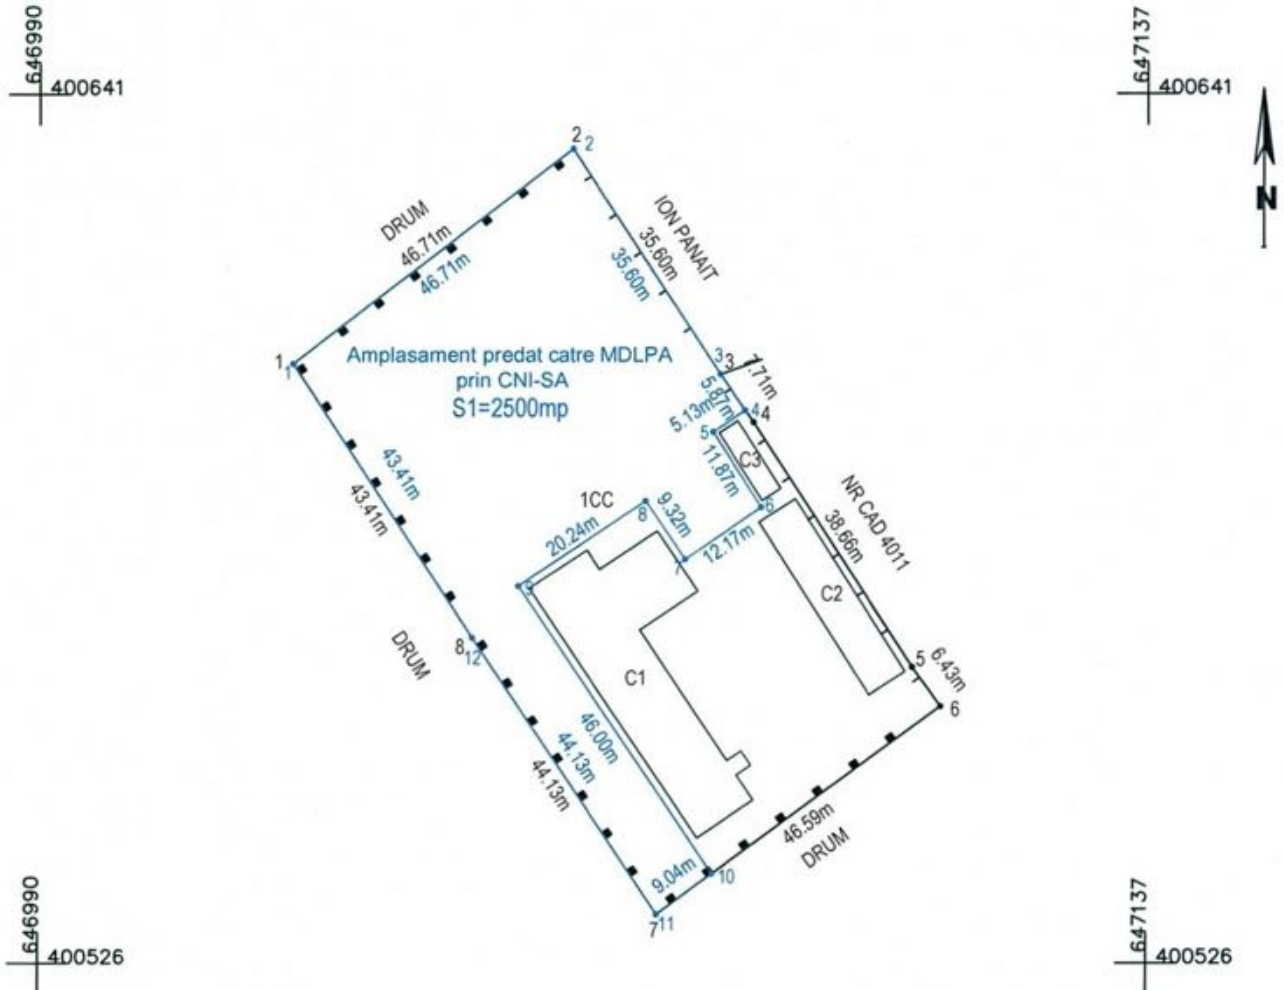 646990
400641
647137
400641
N
2 2
DRUM
46.71m
46.71m
ION PANAIT
35.60m
35.60m
1 1
Amplasament predat catre MDLPA
prin CNI-SA
S1=2500mp
3 3
7.71m
5.87m
5.13m
4 4
5
C3
11.87m
6
43.41m
43.41m
1CC
8
9.32m
20.24m
7
12.17m
NR CAD 4011
38.66m
9
C2
8 12
DRUM
C1
5
6.43m
6
46.00m
44.13m
44.13m
46.59m
DRUM
9.04m
10
7 11
646990
400526
647137
400526